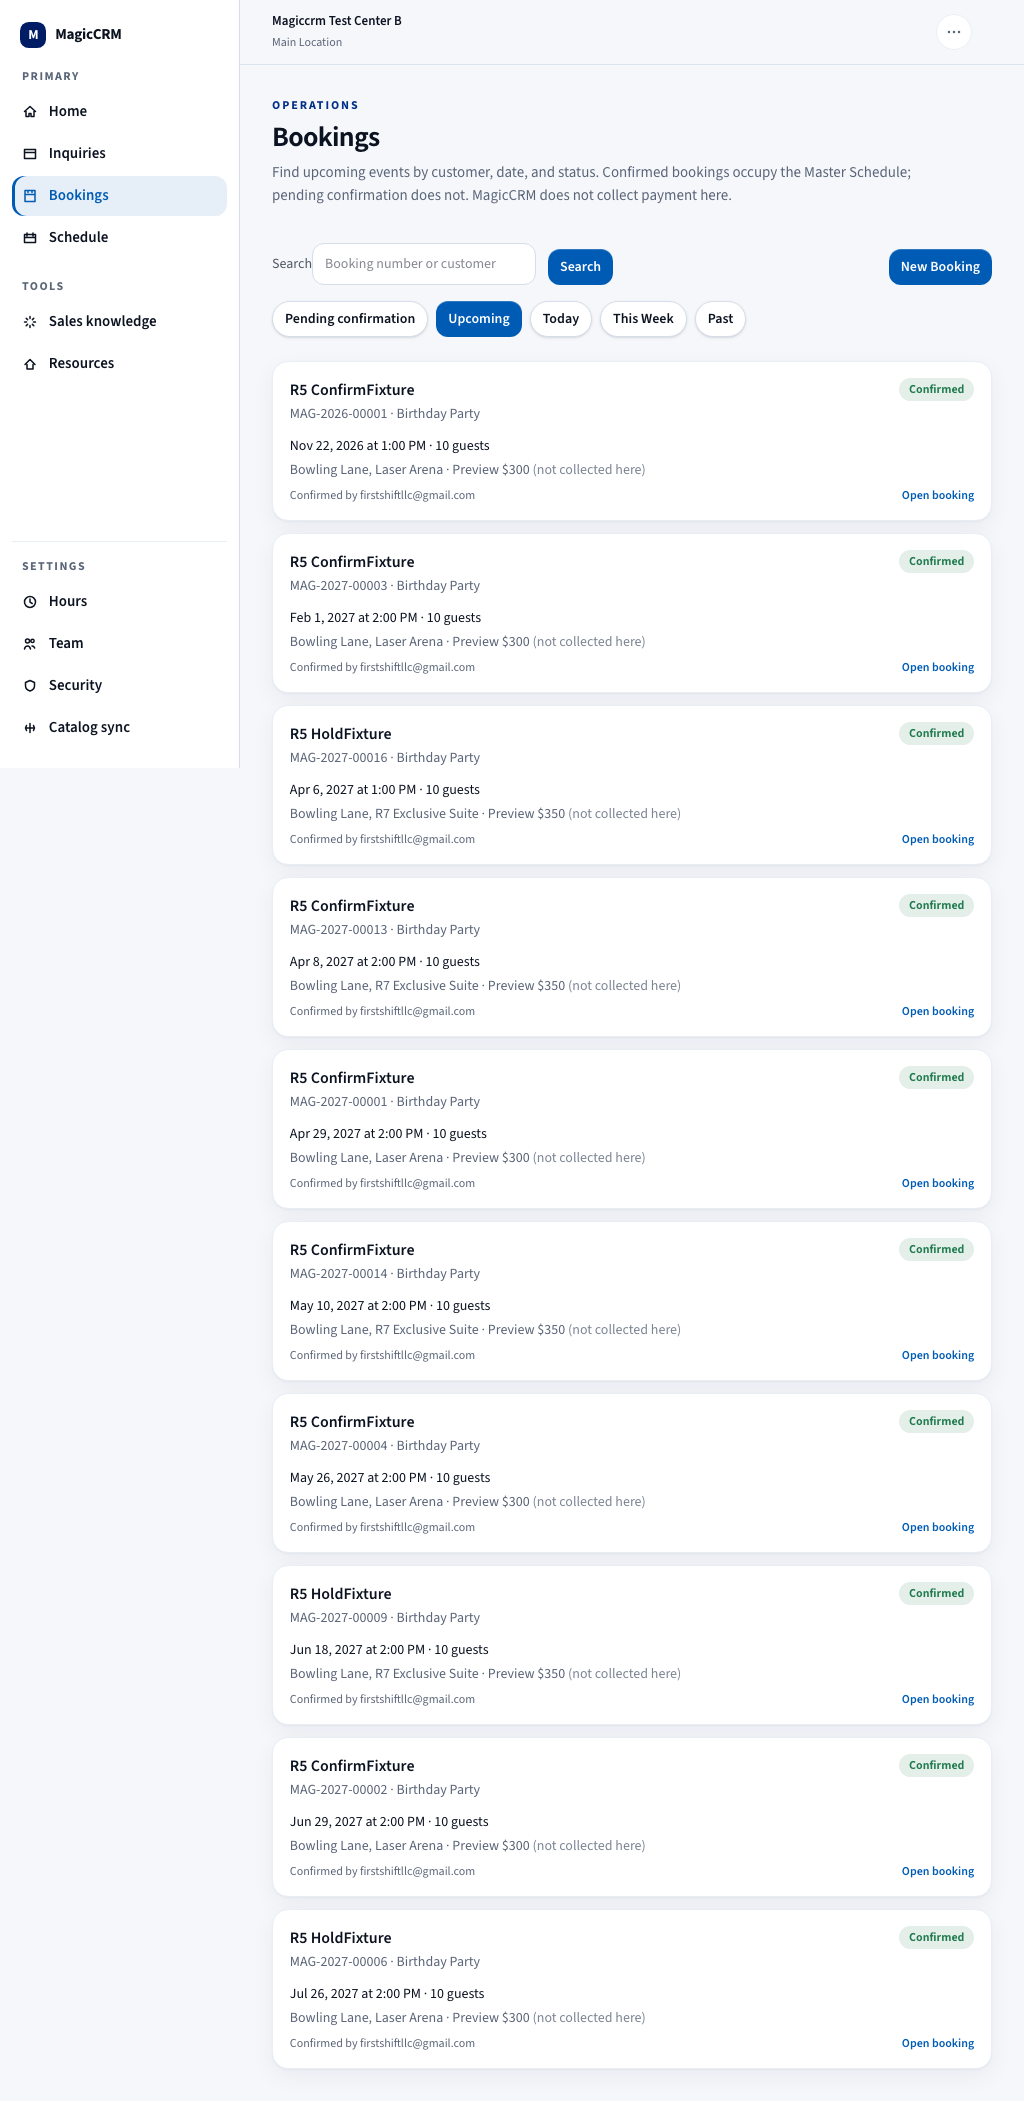 M MagicCRM
PRIMARY
Home
Inquiries
Bookings
Schedule
TOOLS
Sales knowledge
Resources
SETTINGS
Hours
Team
Security
Catalog sync
Magiccrm Test Center B
Main Location
OPERATIONS
Bookings
Find upcoming events by customer, date, and status. Confirmed bookings occupy the Master Schedule;
pending confirmation does not. MagicCRM does not collect payment here.
Search Booking number or customer Search New Booking
Pending confirmation Upcoming Today This Week Past
R5 ConfirmFixture Confirmed
MAG-2026-00001 · Birthday Party
Nov 22, 2026 at 1:00 PM · 10 guests
Bowling Lane, Laser Arena · Preview $300 (not collected here)
Confirmed by firstshiftllc@gmail.com Open booking
R5 ConfirmFixture Confirmed
MAG-2027-00003 · Birthday Party
Feb 1, 2027 at 2:00 PM · 10 guests
Bowling Lane, Laser Arena · Preview $300 (not collected here)
Confirmed by firstshiftllc@gmail.com Open booking
R5 HoldFixture Confirmed
MAG-2027-00016 · Birthday Party
Apr 6, 2027 at 1:00 PM · 10 guests
Bowling Lane, R7 Exclusive Suite · Preview $350 (not collected here)
Confirmed by firstshiftllc@gmail.com Open booking
R5 ConfirmFixture Confirmed
MAG-2027-00013 · Birthday Party
Apr 8, 2027 at 2:00 PM · 10 guests
Bowling Lane, R7 Exclusive Suite · Preview $350 (not collected here)
Confirmed by firstshiftllc@gmail.com Open booking
R5 ConfirmFixture Confirmed
MAG-2027-00001 · Birthday Party
Apr 29, 2027 at 2:00 PM · 10 guests
Bowling Lane, Laser Arena · Preview $300 (not collected here)
Confirmed by firstshiftllc@gmail.com Open booking
R5 ConfirmFixture Confirmed
MAG-2027-00014 · Birthday Party
May 10, 2027 at 2:00 PM · 10 guests
Bowling Lane, R7 Exclusive Suite · Preview $350 (not collected here)
Confirmed by firstshiftllc@gmail.com Open booking
R5 ConfirmFixture Confirmed
MAG-2027-00004 · Birthday Party
May 26, 2027 at 2:00 PM · 10 guests
Bowling Lane, Laser Arena · Preview $300 (not collected here)
Confirmed by firstshiftllc@gmail.com Open booking
R5 HoldFixture Confirmed
MAG-2027-00009 · Birthday Party
Jun 18, 2027 at 2:00 PM · 10 guests
Bowling Lane, R7 Exclusive Suite · Preview $350 (not collected here)
Confirmed by firstshiftllc@gmail.com Open booking
R5 ConfirmFixture Confirmed
MAG-2027-00002 · Birthday Party
Jun 29, 2027 at 2:00 PM · 10 guests
Bowling Lane, Laser Arena · Preview $300 (not collected here)
Confirmed by firstshiftllc@gmail.com Open booking
R5 HoldFixture Confirmed
MAG-2027-00006 · Birthday Party
Jul 26, 2027 at 2:00 PM · 10 guests
Bowling Lane, Laser Arena · Preview $300 (not collected here)
Confirmed by firstshiftllc@gmail.com Open booking